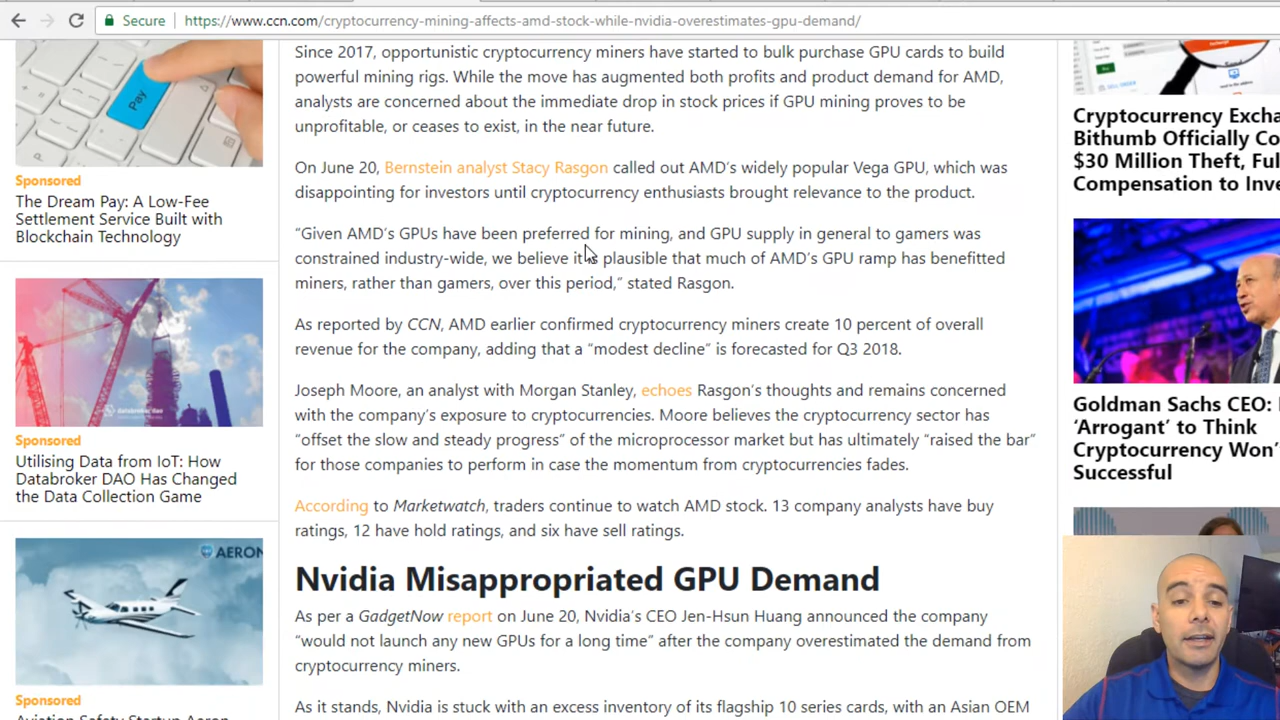 Secure
https://www.ccn.com/cryptocurrency-mining-affects-amd-stock-while-nvidia-overestimates-gpu-demand/
Pay
Sponsored
The Dream Pay: A Low-Fee
Settlement Service Built with
Blockchain Technology
Sponsored
Utilising Data from IoT: How
Databroker DAO Has Changed
the Data Collection Game
AERON
Sponsored
Aviation Safety Startup Aeron
Since 2017, opportunistic cryptocurrency miners have started to bulk purchase GPU cards to build
powerful mining rigs. While the move has augmented both profits and product demand for AMD,
analysts are concerned about the immediate drop in stock prices if GPU mining proves to be
unprofitable, or ceases to exist, in the near future.
On June 20, Bernstein analyst Stacy Rasgon called out AMD’s widely popular Vega GPU, which was
disappointing for investors until cryptocurrency enthusiasts brought relevance to the product.
“Given AMD’s GPUs have been preferred for mining, and GPU supply in general to gamers was
constrained industry-wide, we believe it is plausible that much of AMD’s GPU ramp has benefitted
miners, rather than gamers, over this period,” stated Rasgon.
As reported by CCN, AMD earlier confirmed cryptocurrency miners create 10 percent of overall
revenue for the company, adding that a “modest decline” is forecasted for Q3 2018.
Joseph Moore, an analyst with Morgan Stanley, echoes Rasgon’s thoughts and remains concerned
with the company’s exposure to cryptocurrencies. Moore believes the cryptocurrency sector has
“offset the slow and steady progress” of the microprocessor market but has ultimately “raised the bar”
for those companies to perform in case the momentum from cryptocurrencies fades.
According to Marketwatch, traders continue to watch AMD stock. 13 company analysts have buy
ratings, 12 have hold ratings, and six have sell ratings.
Nvidia Misappropriated GPU Demand
As per a GadgetNow report on June 20, Nvidia’s CEO Jen-Hsun Huang announced the company
“would not launch any new GPUs for a long time” after the company overestimated the demand from
cryptocurrency miners.
As it stands, Nvidia is stuck with an excess inventory of its flagship 10 series cards, with an Asian OEM
Cryptocurrency Excha
Bithumb Officially Co
$30 Million Theft, Ful
Compensation to Inve
Goldman Sachs CEO:
‘Arrogant’ to Think
Cryptocurrency Won’
Successful